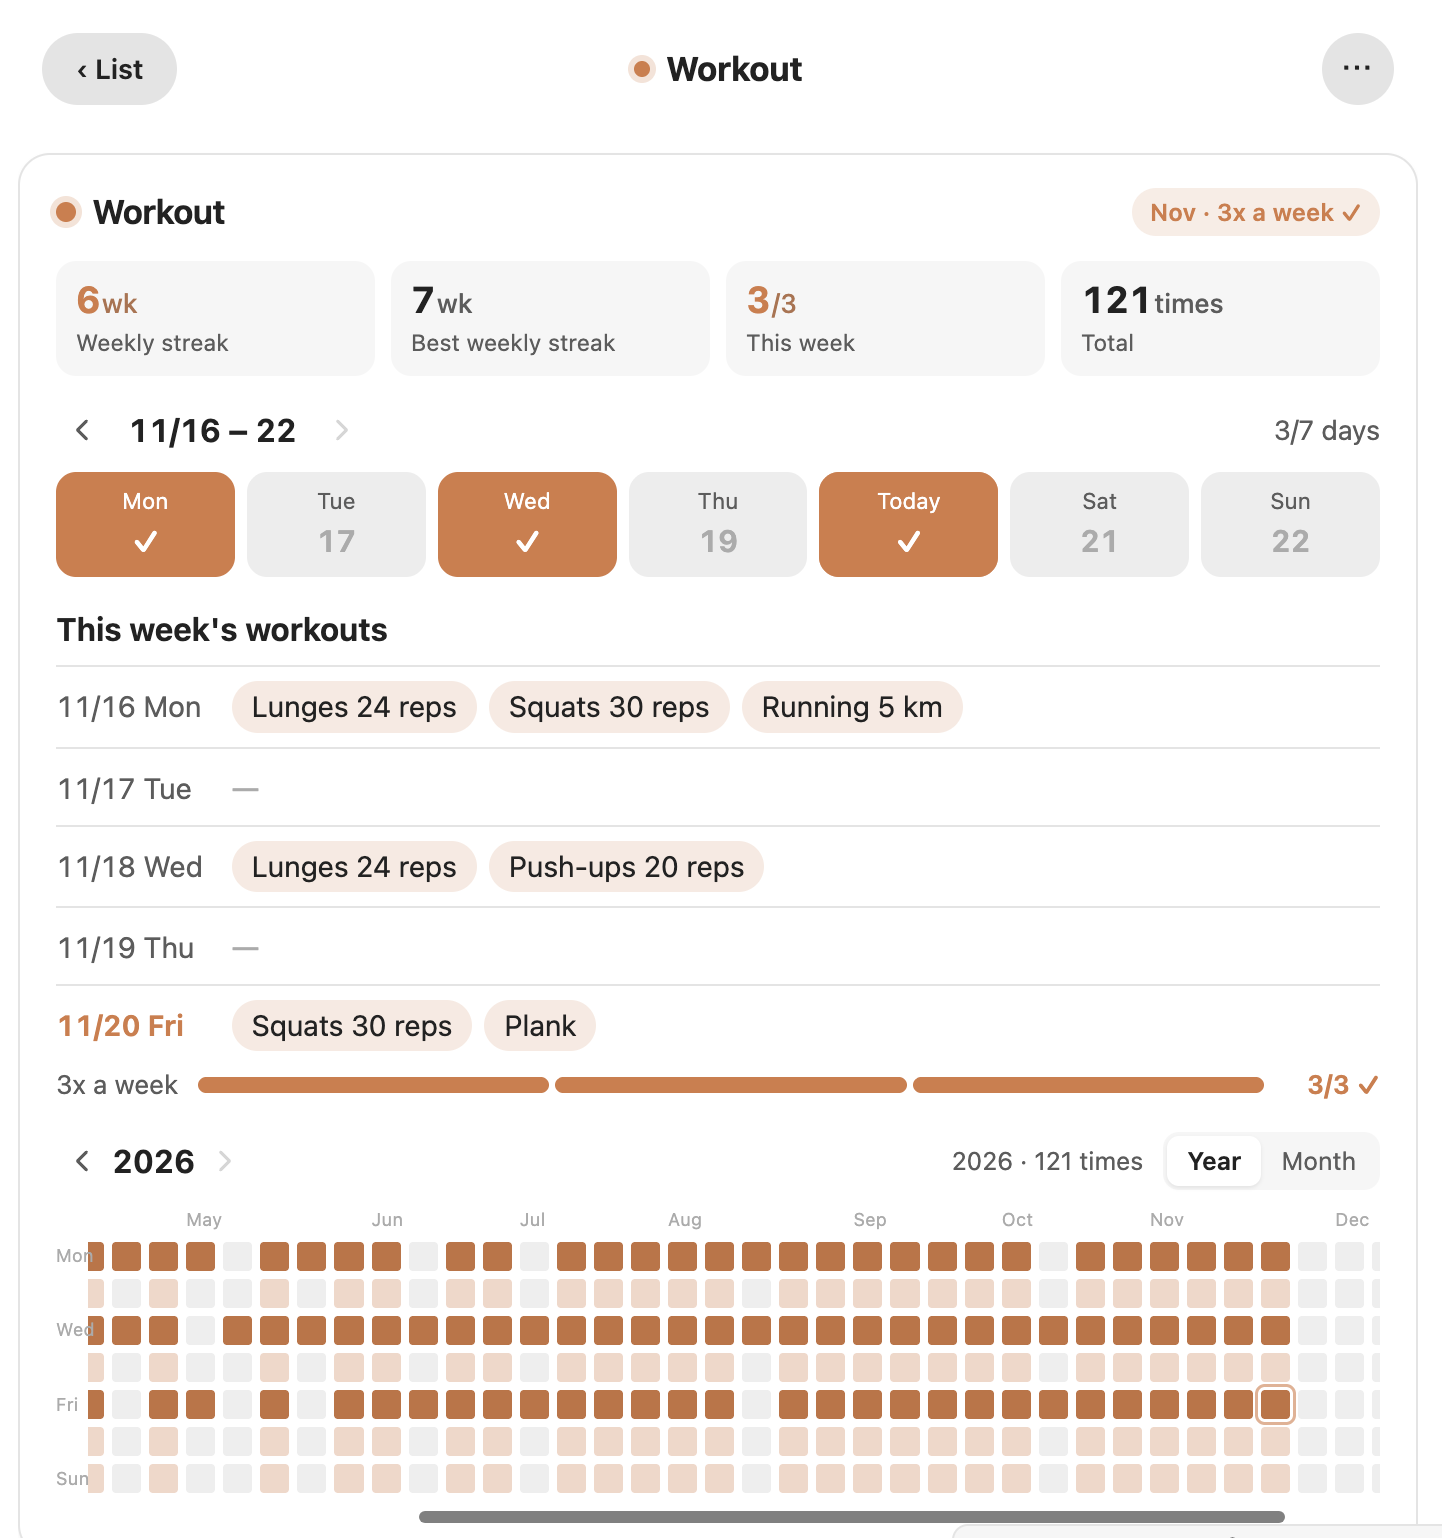 ‹ List
Workout
···
Workout
Nov · 3x a week ✓
6wk
Weekly streak
7wk
Best weekly streak
3/3
This week
121times
Total
11/16 – 22
3/7 days
Mon
✓
Tue
17
Wed
✓
Thu
19
Today
✓
Sat
21
Sun
22
This week's workouts
11/16 Mon Lunges 24 reps Squats 30 reps Running 5 km
11/17 Tue —
11/18 Wed Lunges 24 reps Push-ups 20 reps
11/19 Thu —
11/20 Fri Squats 30 reps Plank
3x a week 3/3 ✓
2026
2026 · 121 times Year Month
May Jun Jul Aug Sep Oct Nov Dec
Mon
Wed
Fri
Sun